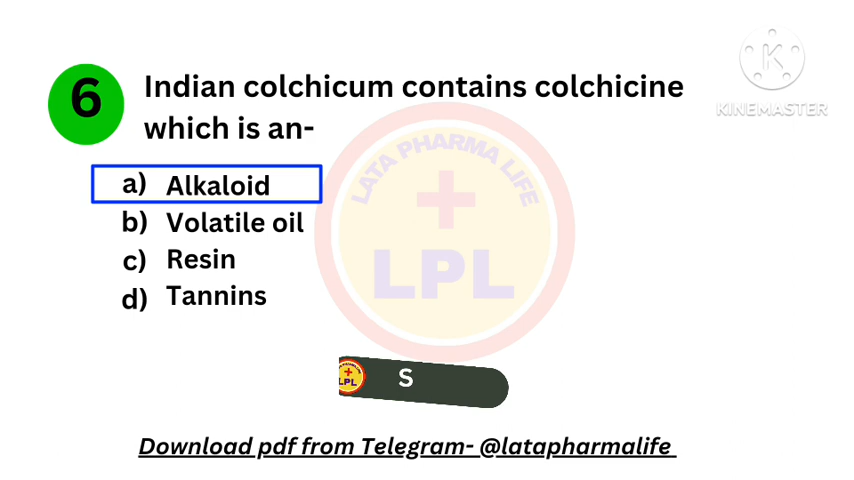 6
Indian colchicum contains colchicine
which is an-
a) Alkaloid
b) Volatile oil
c) Resin
d) Tannins
LATA PHARMA LIFE
LPL
KINEMASTER
K
LPL
S
Download pdf from Telegram- @latapharmalife